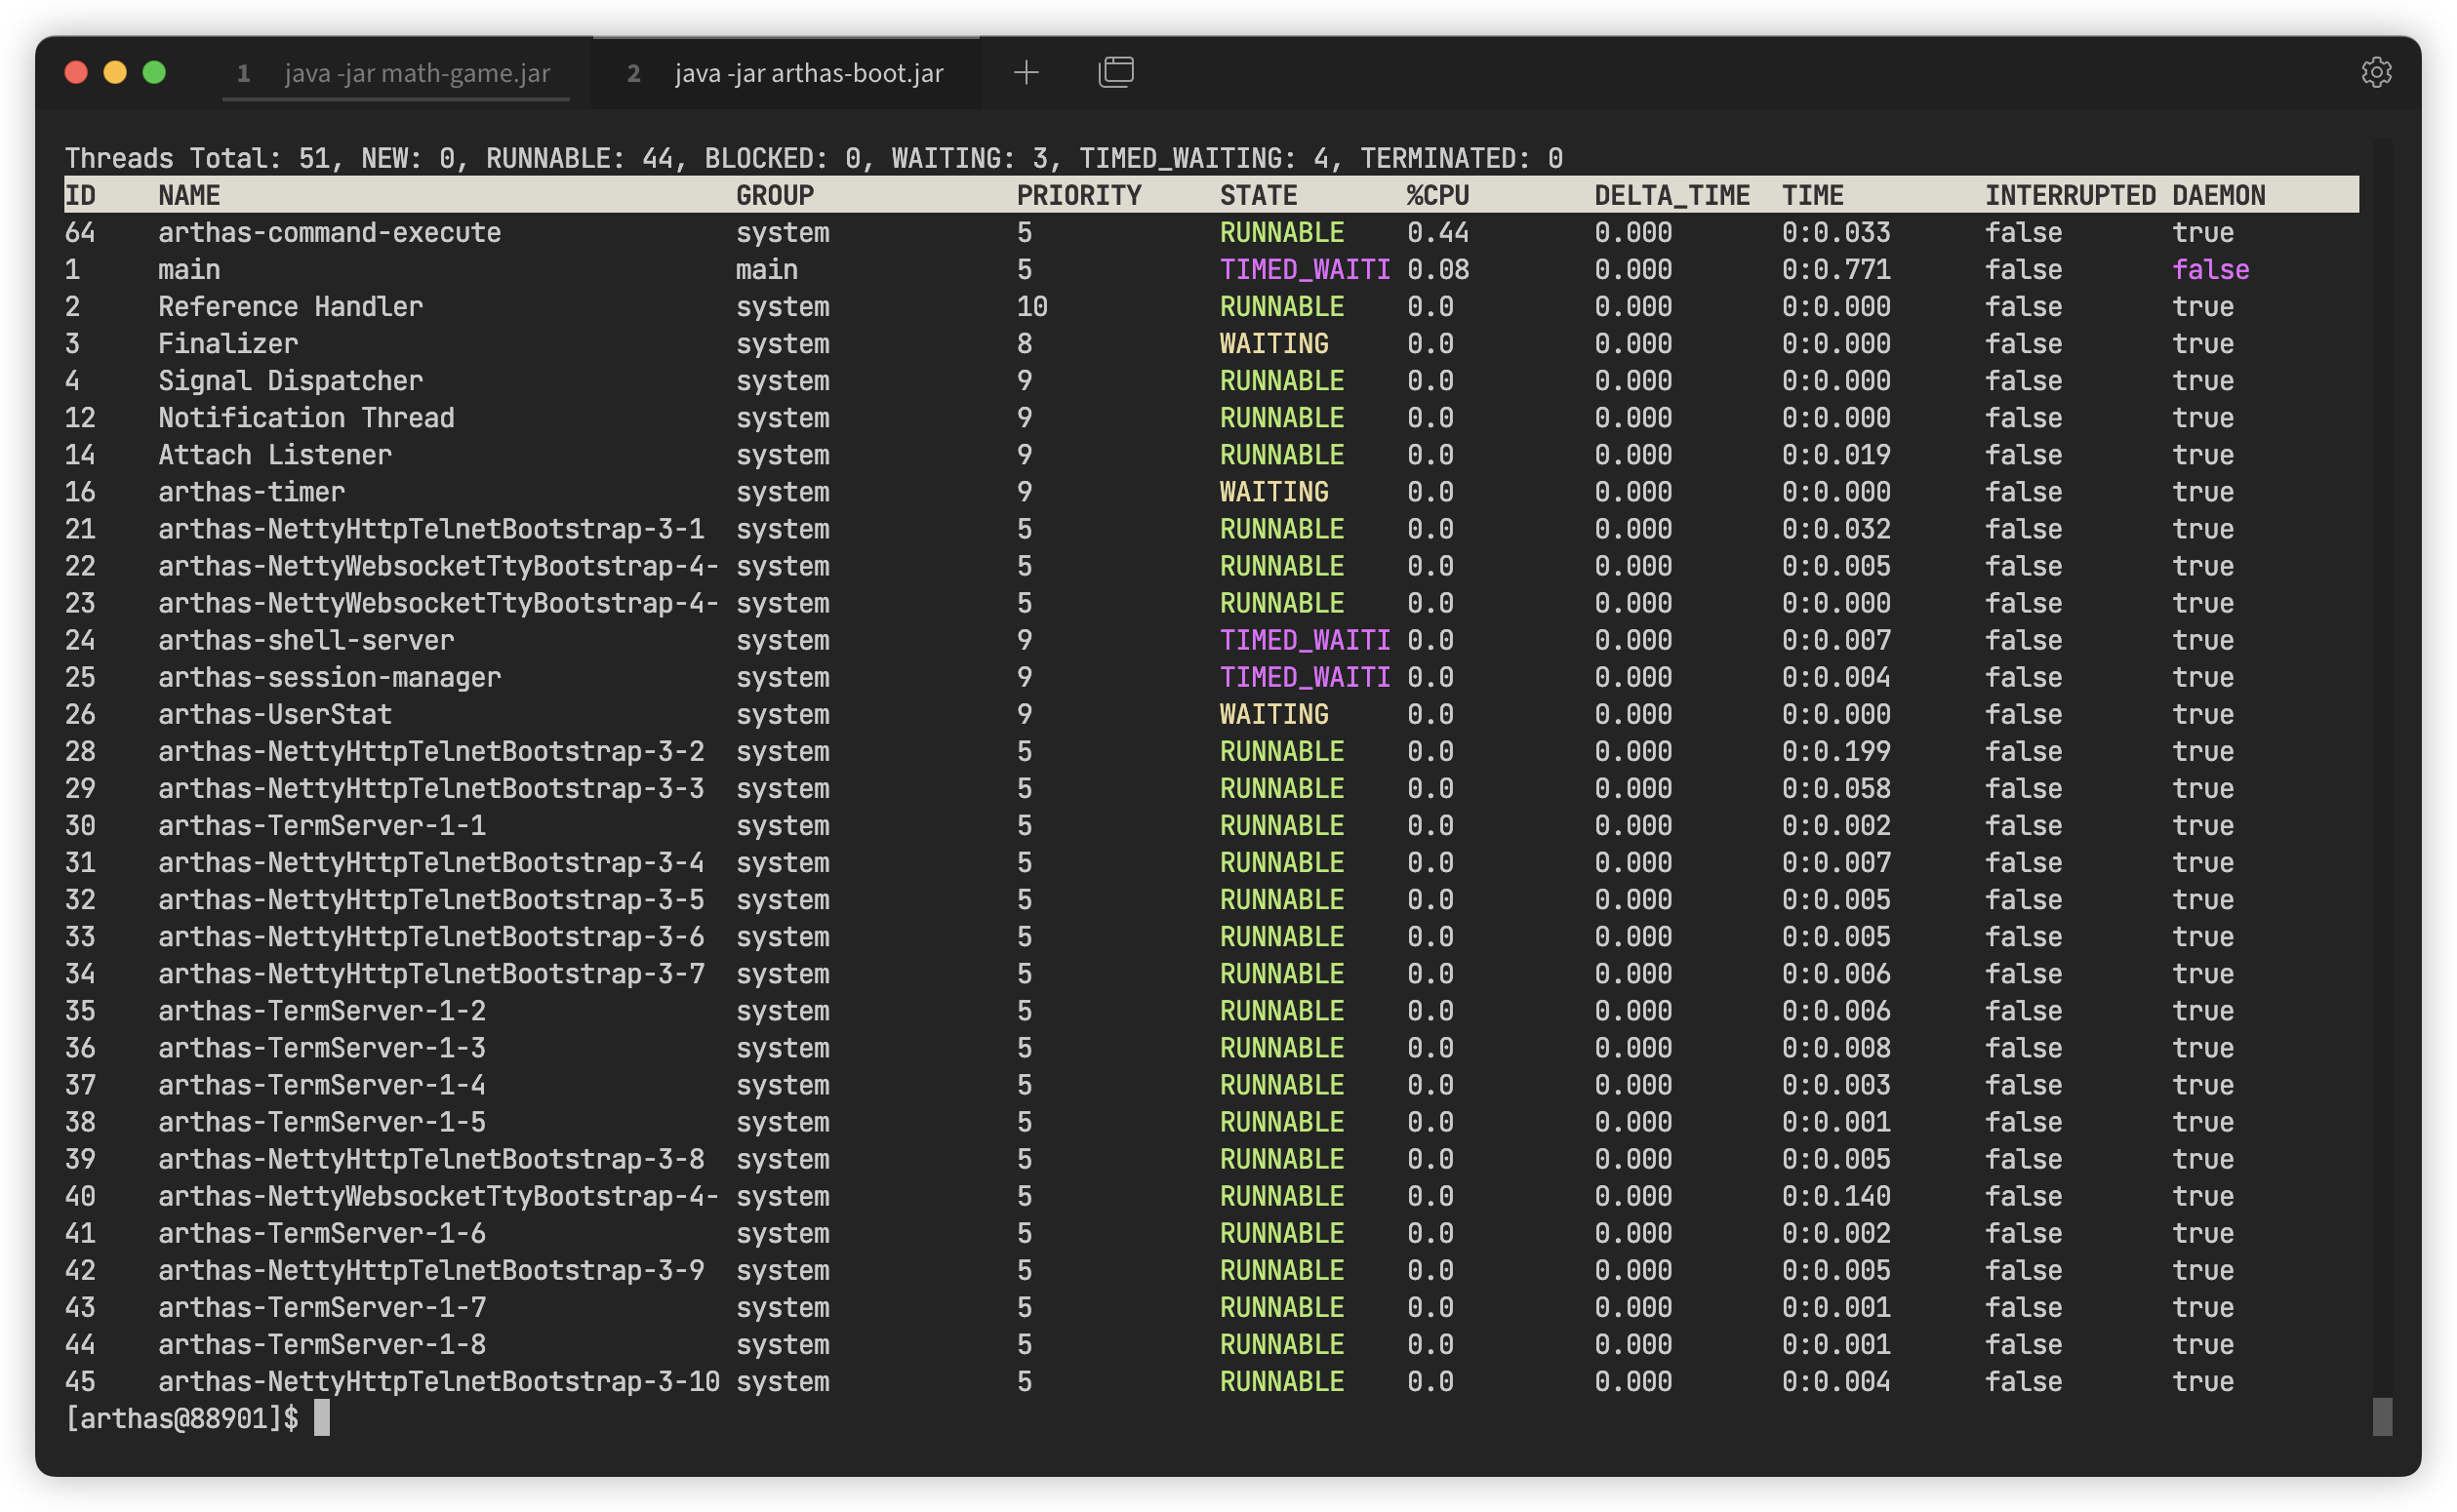 1 java -jar math-game.jar 2 java -jar arthas-boot.jar
Threads Total: 51, NEW: 0, RUNNABLE: 44, BLOCKED: 0, WAITING: 3, TIMED_WAITING: 4, TERMINATED: 0
ID NAME GROUP PRIORITY STATE %CPU DELTA_TIME TIME INTERRUPTED DAEMON
64 arthas-command-execute system 5 RUNNABLE 0.44 0.000 0:0.033 false true
1 main main 5 TIMED_WAITI 0.08 0.000 0:0.771 false false
2 Reference Handler system 10 RUNNABLE 0.0 0.000 0:0.000 false true
3 Finalizer system 8 WAITING 0.0 0.000 0:0.000 false true
4 Signal Dispatcher system 9 RUNNABLE 0.0 0.000 0:0.000 false true
12 Notification Thread system 9 RUNNABLE 0.0 0.000 0:0.000 false true
14 Attach Listener system 9 RUNNABLE 0.0 0.000 0:0.019 false true
16 arthas-timer system 9 WAITING 0.0 0.000 0:0.000 false true
21 arthas-NettyHttpTelnetBootstrap-3-1 system 5 RUNNABLE 0.0 0.000 0:0.032 false true
22 arthas-NettyWebsocketTtyBootstrap-4- system 5 RUNNABLE 0.0 0.000 0:0.005 false true
23 arthas-NettyWebsocketTtyBootstrap-4- system 5 RUNNABLE 0.0 0.000 0:0.000 false true
24 arthas-shell-server system 9 TIMED_WAITI 0.0 0.000 0:0.007 false true
25 arthas-session-manager system 9 TIMED_WAITI 0.0 0.000 0:0.004 false true
26 arthas-UserStat system 9 WAITING 0.0 0.000 0:0.000 false true
28 arthas-NettyHttpTelnetBootstrap-3-2 system 5 RUNNABLE 0.0 0.000 0:0.199 false true
29 arthas-NettyHttpTelnetBootstrap-3-3 system 5 RUNNABLE 0.0 0.000 0:0.058 false true
30 arthas-TermServer-1-1 system 5 RUNNABLE 0.0 0.000 0:0.002 false true
31 arthas-NettyHttpTelnetBootstrap-3-4 system 5 RUNNABLE 0.0 0.000 0:0.007 false true
32 arthas-NettyHttpTelnetBootstrap-3-5 system 5 RUNNABLE 0.0 0.000 0:0.005 false true
33 arthas-NettyHttpTelnetBootstrap-3-6 system 5 RUNNABLE 0.0 0.000 0:0.005 false true
34 arthas-NettyHttpTelnetBootstrap-3-7 system 5 RUNNABLE 0.0 0.000 0:0.006 false true
35 arthas-TermServer-1-2 system 5 RUNNABLE 0.0 0.000 0:0.006 false true
36 arthas-TermServer-1-3 system 5 RUNNABLE 0.0 0.000 0:0.008 false true
37 arthas-TermServer-1-4 system 5 RUNNABLE 0.0 0.000 0:0.003 false true
38 arthas-TermServer-1-5 system 5 RUNNABLE 0.0 0.000 0:0.001 false true
39 arthas-NettyHttpTelnetBootstrap-3-8 system 5 RUNNABLE 0.0 0.000 0:0.005 false true
40 arthas-NettyWebsocketTtyBootstrap-4- system 5 RUNNABLE 0.0 0.000 0:0.140 false true
41 arthas-TermServer-1-6 system 5 RUNNABLE 0.0 0.000 0:0.002 false true
42 arthas-NettyHttpTelnetBootstrap-3-9 system 5 RUNNABLE 0.0 0.000 0:0.005 false true
43 arthas-TermServer-1-7 system 5 RUNNABLE 0.0 0.000 0:0.001 false true
44 arthas-TermServer-1-8 system 5 RUNNABLE 0.0 0.000 0:0.001 false true
45 arthas-NettyHttpTelnetBootstrap-3-10 system 5 RUNNABLE 0.0 0.000 0:0.004 false true
[arthas@88901]$